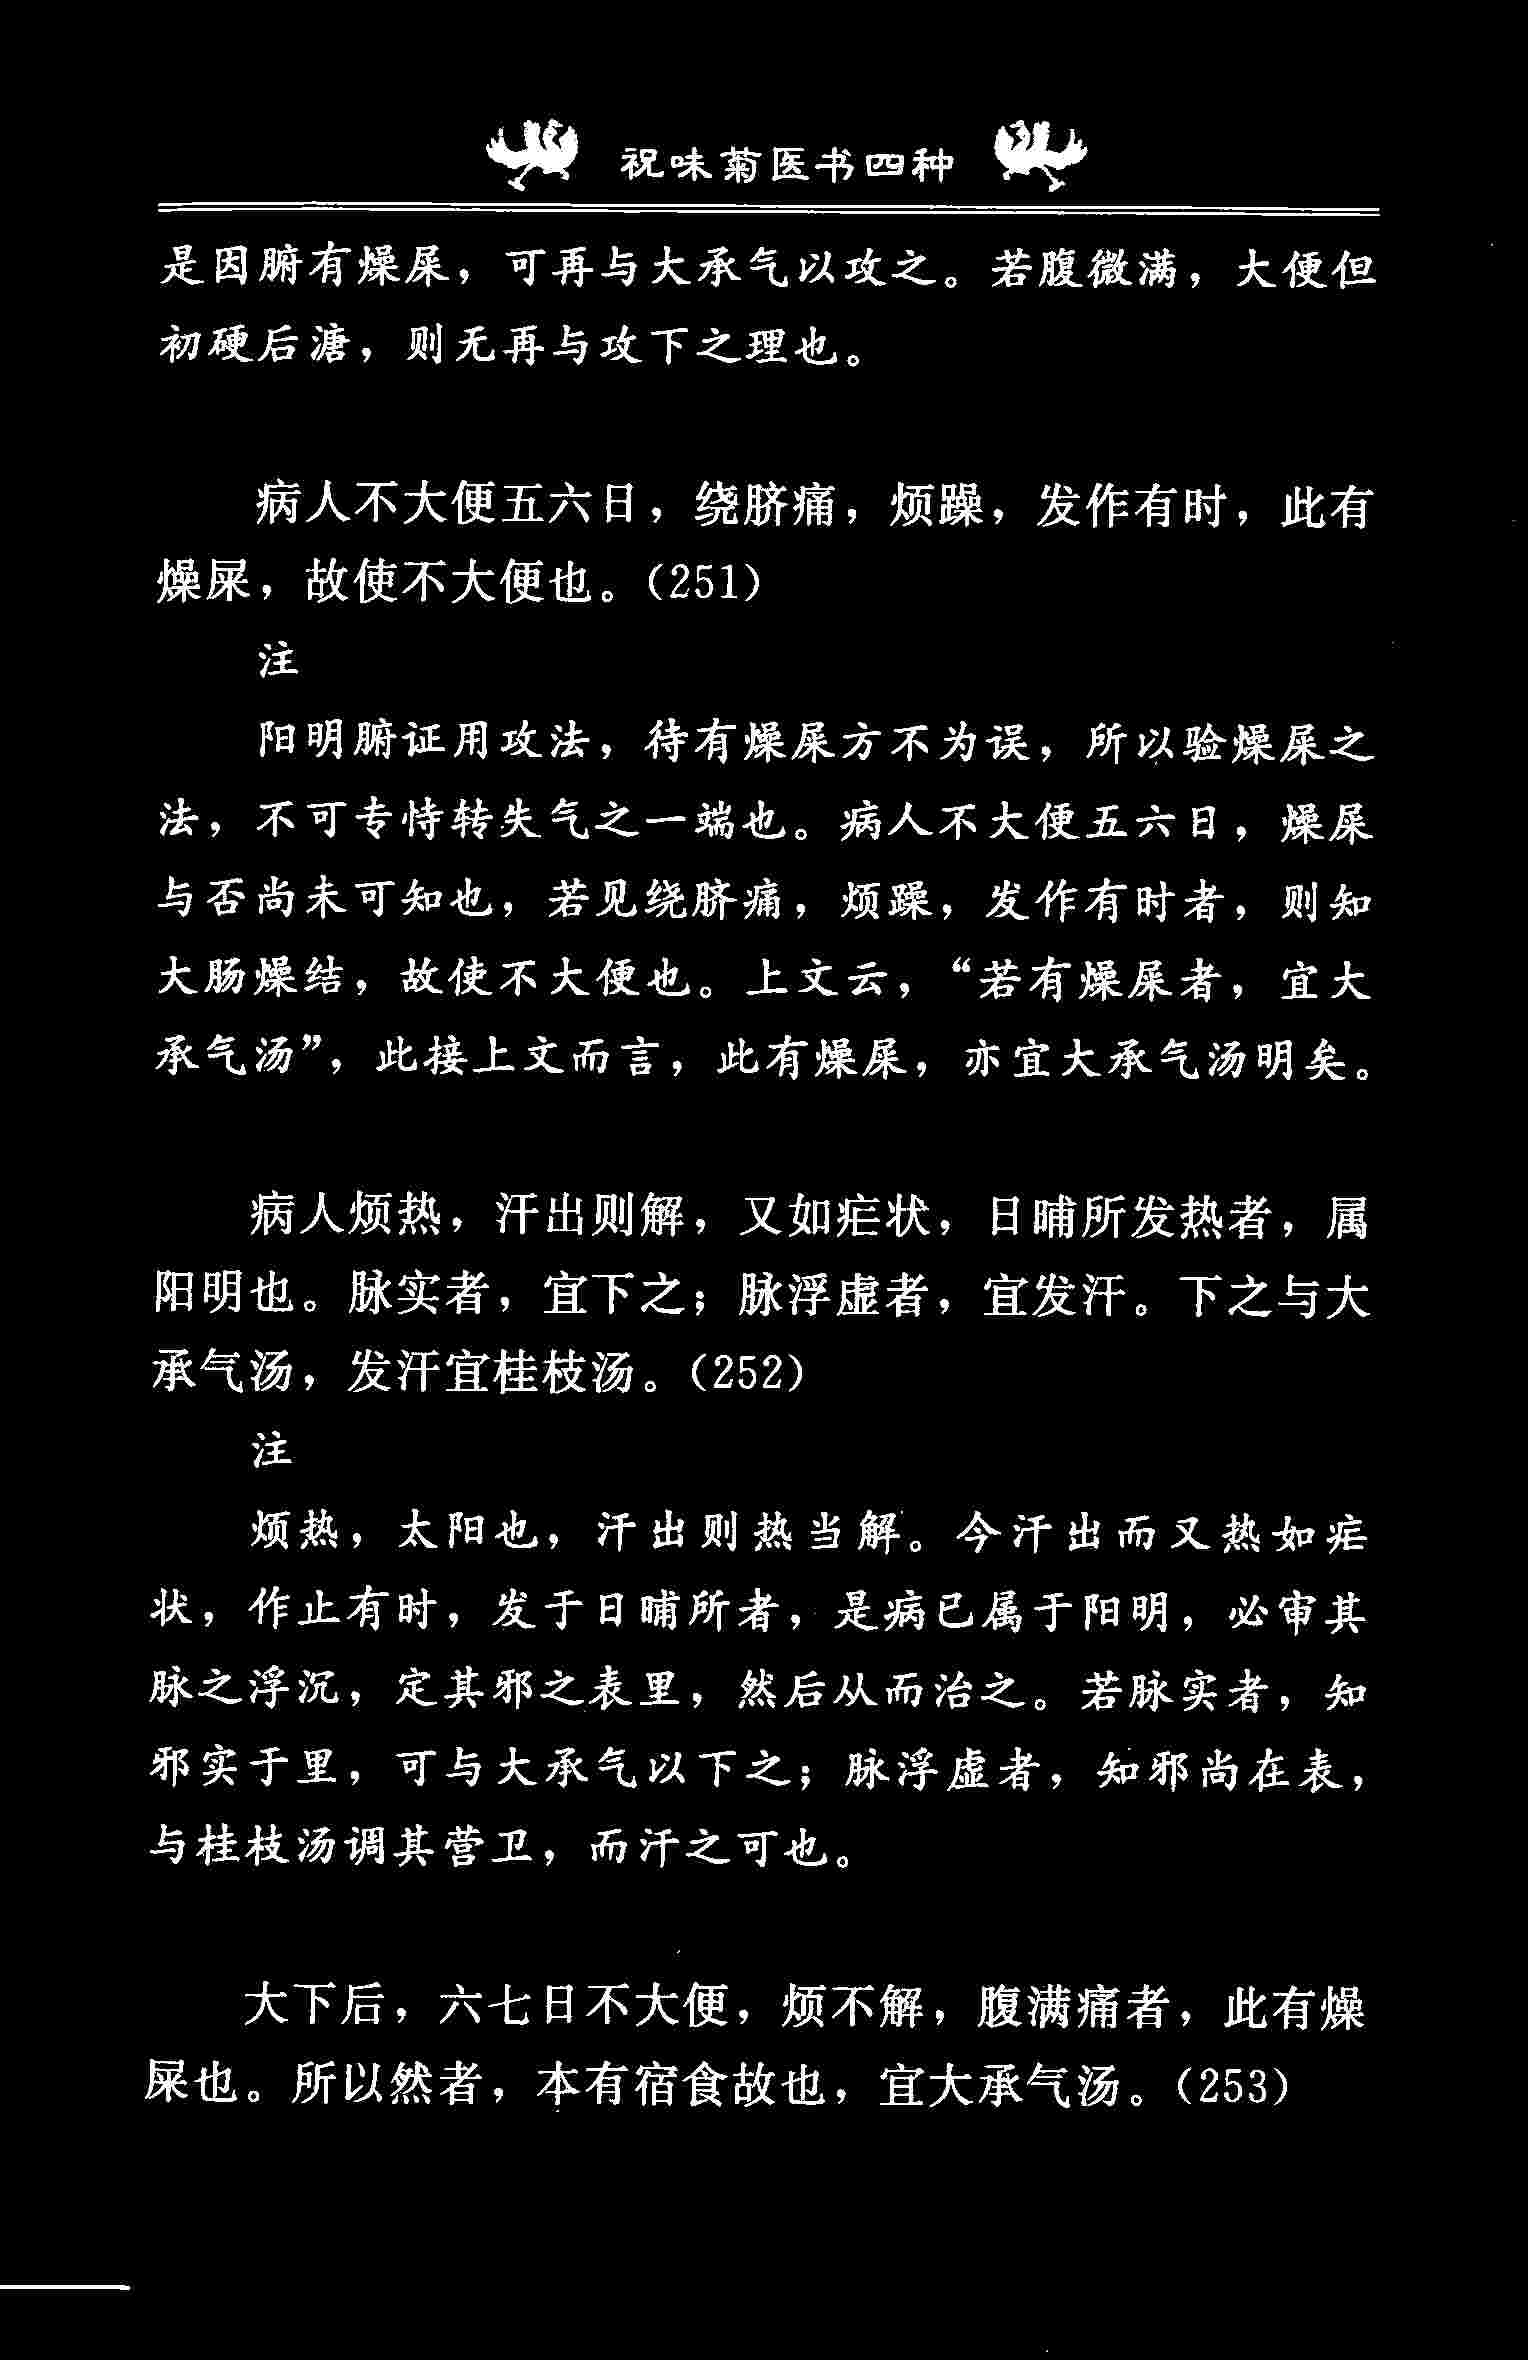 祝味菊医书四种
是因腑有燥屎，可再与大承气以攻之。若腹微满，大便但
初硬后溏，则无再与攻下之理也。
病人不大便五六日，绕脐痛，烦躁，发作有时，此有
燥屎，故使不大便也。(251)
注
阳明腑证用攻法，待有燥屎方不为误，所以验燥屎之
法，不可专恃转失气之一端也。病人不大便五六日，燥屎
与否尚未可知也，若见绕脐痛，烦躁，发作有时者，则知
大肠燥结，故使不大便也。上文云，“若有燥屎者，宜大
承气汤”，此接上文而言，此有燥屎，亦宜大承气汤明矣。
病人烦热，汗出则解，又如疟状，日晡所发热者，属
阳明也。脉实者，宜下之；脉浮虚者，宜发汗。下之与大
承气汤，发汗宜桂枝汤。(252)
注
烦热，太阳也，汗出则热当解。今汗出而又热如疟
状，作止有时，发于日晡所者，是病已属于阳明，必审其
脉之浮沉，定其邪之表里，然后从而治之。若脉实者，知
邪实于里，可与大承气以下之；脉浮虚者，知邪尚在表，
与桂枝汤调其营卫，而汗之可也。
大下后，六七日不大便，烦不解，腹满痛者，此有燥
屎也。所以然者，本有宿食故也，宜大承气汤。(253)